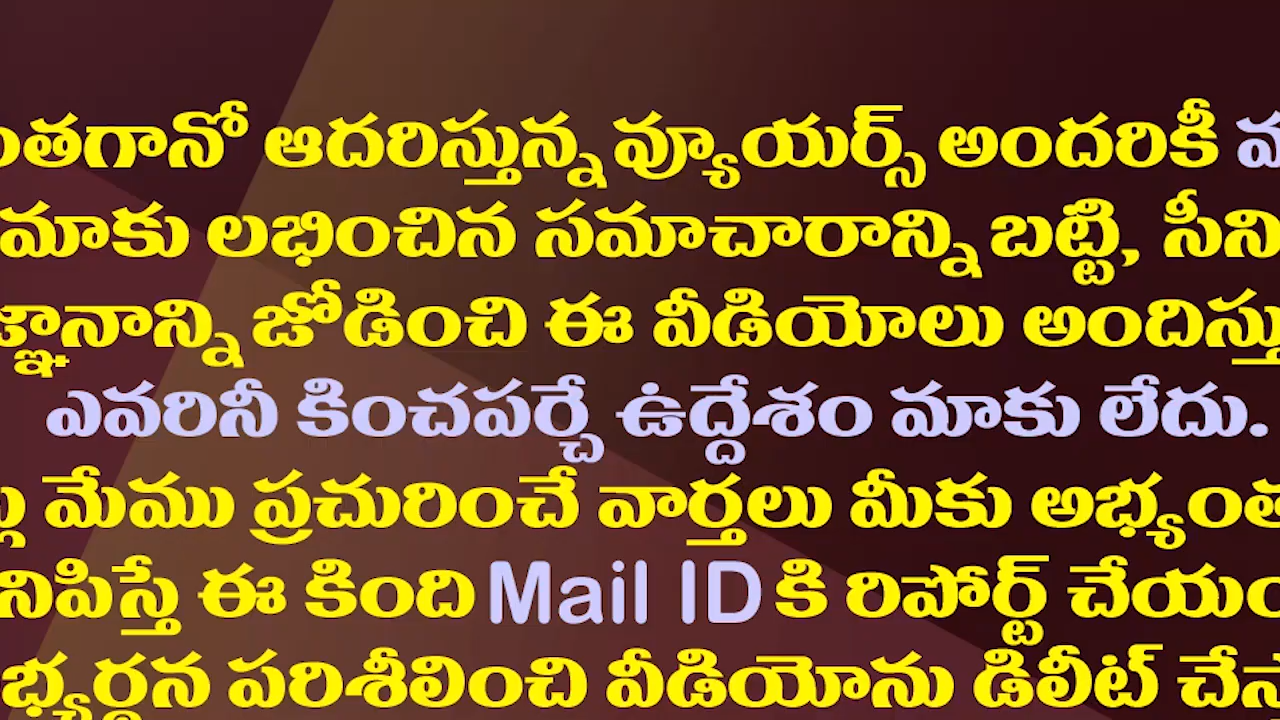 ంతగానో ఆదరిస్తున్న వ్యూయర్స్ అందరికీ
మాకు లభించిన సమాచారాన్ని బట్టి, సీని
జ్ఞానాన్ని జోడించి ఈ వీడియోలు అందిస్తు
ఎవరినీ కించపర్చే ఉద్దేశం మాకు లేదు.
మేము ప్రచురించే వార్తలు మీకు అభ్యంత
నిపిస్తే ఈ కింది Mail ID కి రిపోర్ట్ చేయం
భ్యర్థన పరిశీలించి వీడియోను డిలీట్ చేస